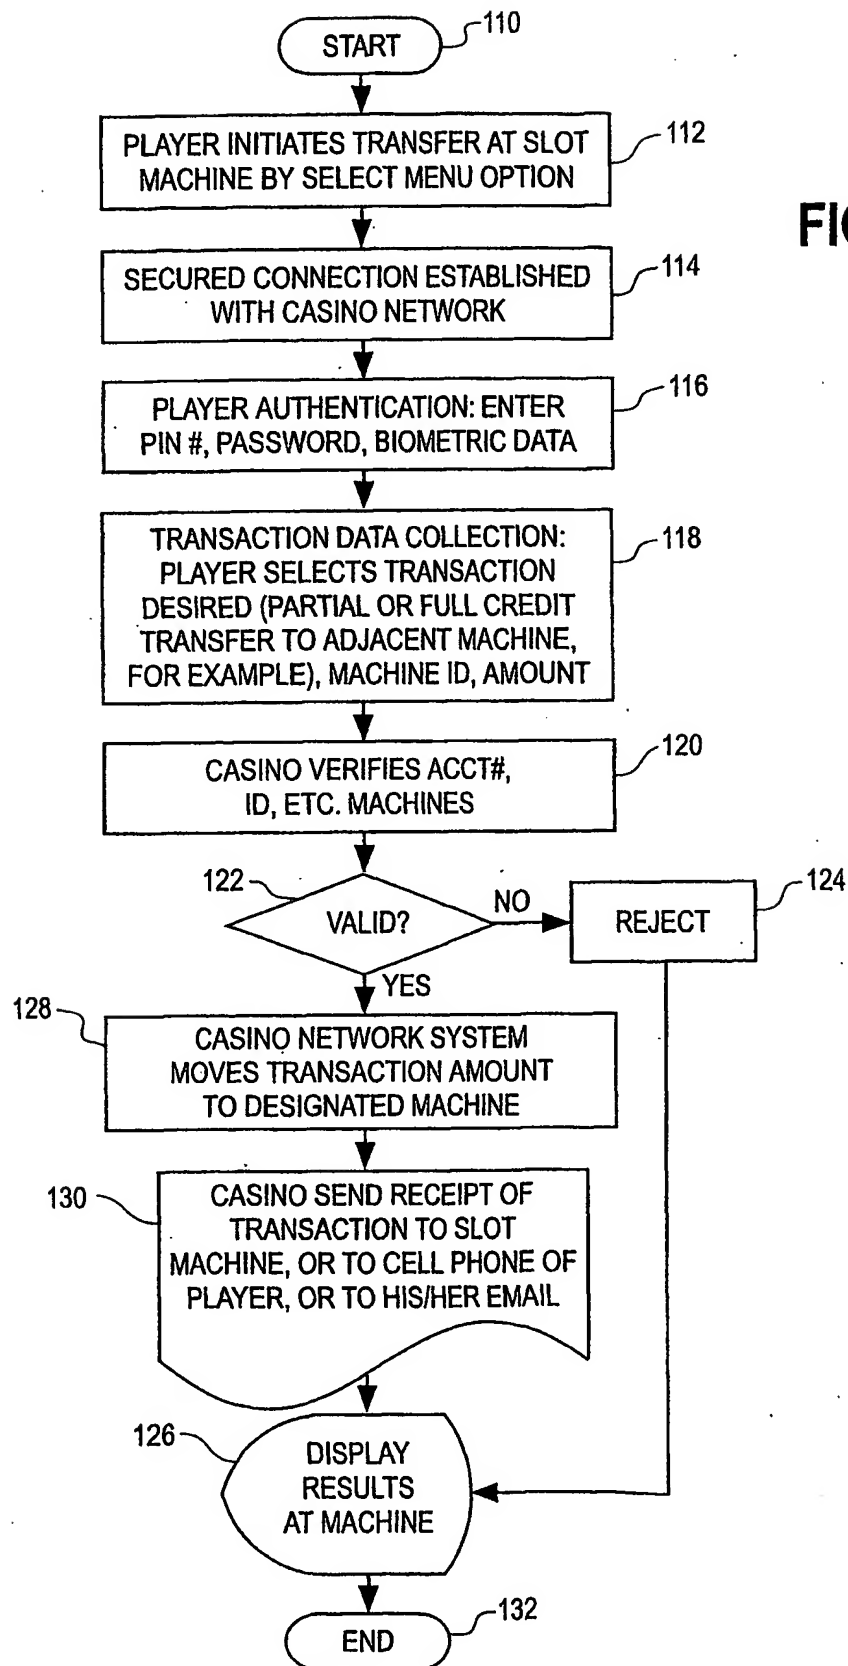 START
110
PLAYER INITIATES TRANSFER AT SLOT
MACHINE BY SELECT MENU OPTION
112
SECURED CONNECTION ESTABLISHED
WITH CASINO NETWORK
114
PLAYER AUTHENTICATION: ENTER
PIN #, PASSWORD, BIOMETRIC DATA
116
TRANSACTION DATA COLLECTION:
PLAYER SELECTS TRANSACTION
DESIRED (PARTIAL OR FULL CREDIT
TRANSFER TO ADJACENT MACHINE,
FOR EXAMPLE), MACHINE ID, AMOUNT
118
CASINO VERIFIES ACCT#,
ID, ETC. MACHINES
120
122
VALID?
NO
REJECT
124
YES
128
CASINO NETWORK SYSTEM
MOVES TRANSACTION AMOUNT
TO DESIGNATED MACHINE
130
CASINO SEND RECEIPT OF
TRANSACTION TO SLOT
MACHINE, OR TO CELL PHONE OF
PLAYER, OR TO HIS/HER EMAIL
126
DISPLAY
RESULTS
AT MACHINE
END
132